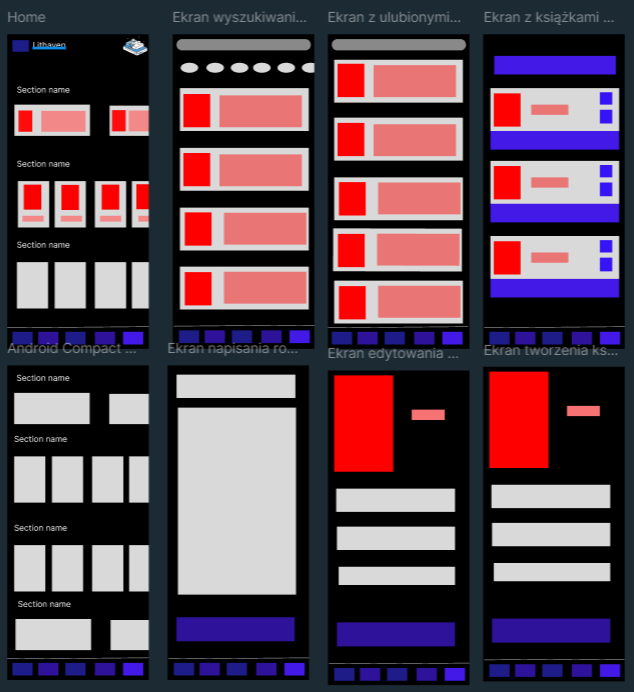 Home
Ekran wyszukiwani...
Ekran z ulubionymi...
Ekran z książkami ...
Lithaven
Section name
Section name
Section name
Android Compact ...
Ekran napisania ro...
Ekran edytowania ...
Ekran tworzenia ks...
Section name
Section name
Section name
Section name